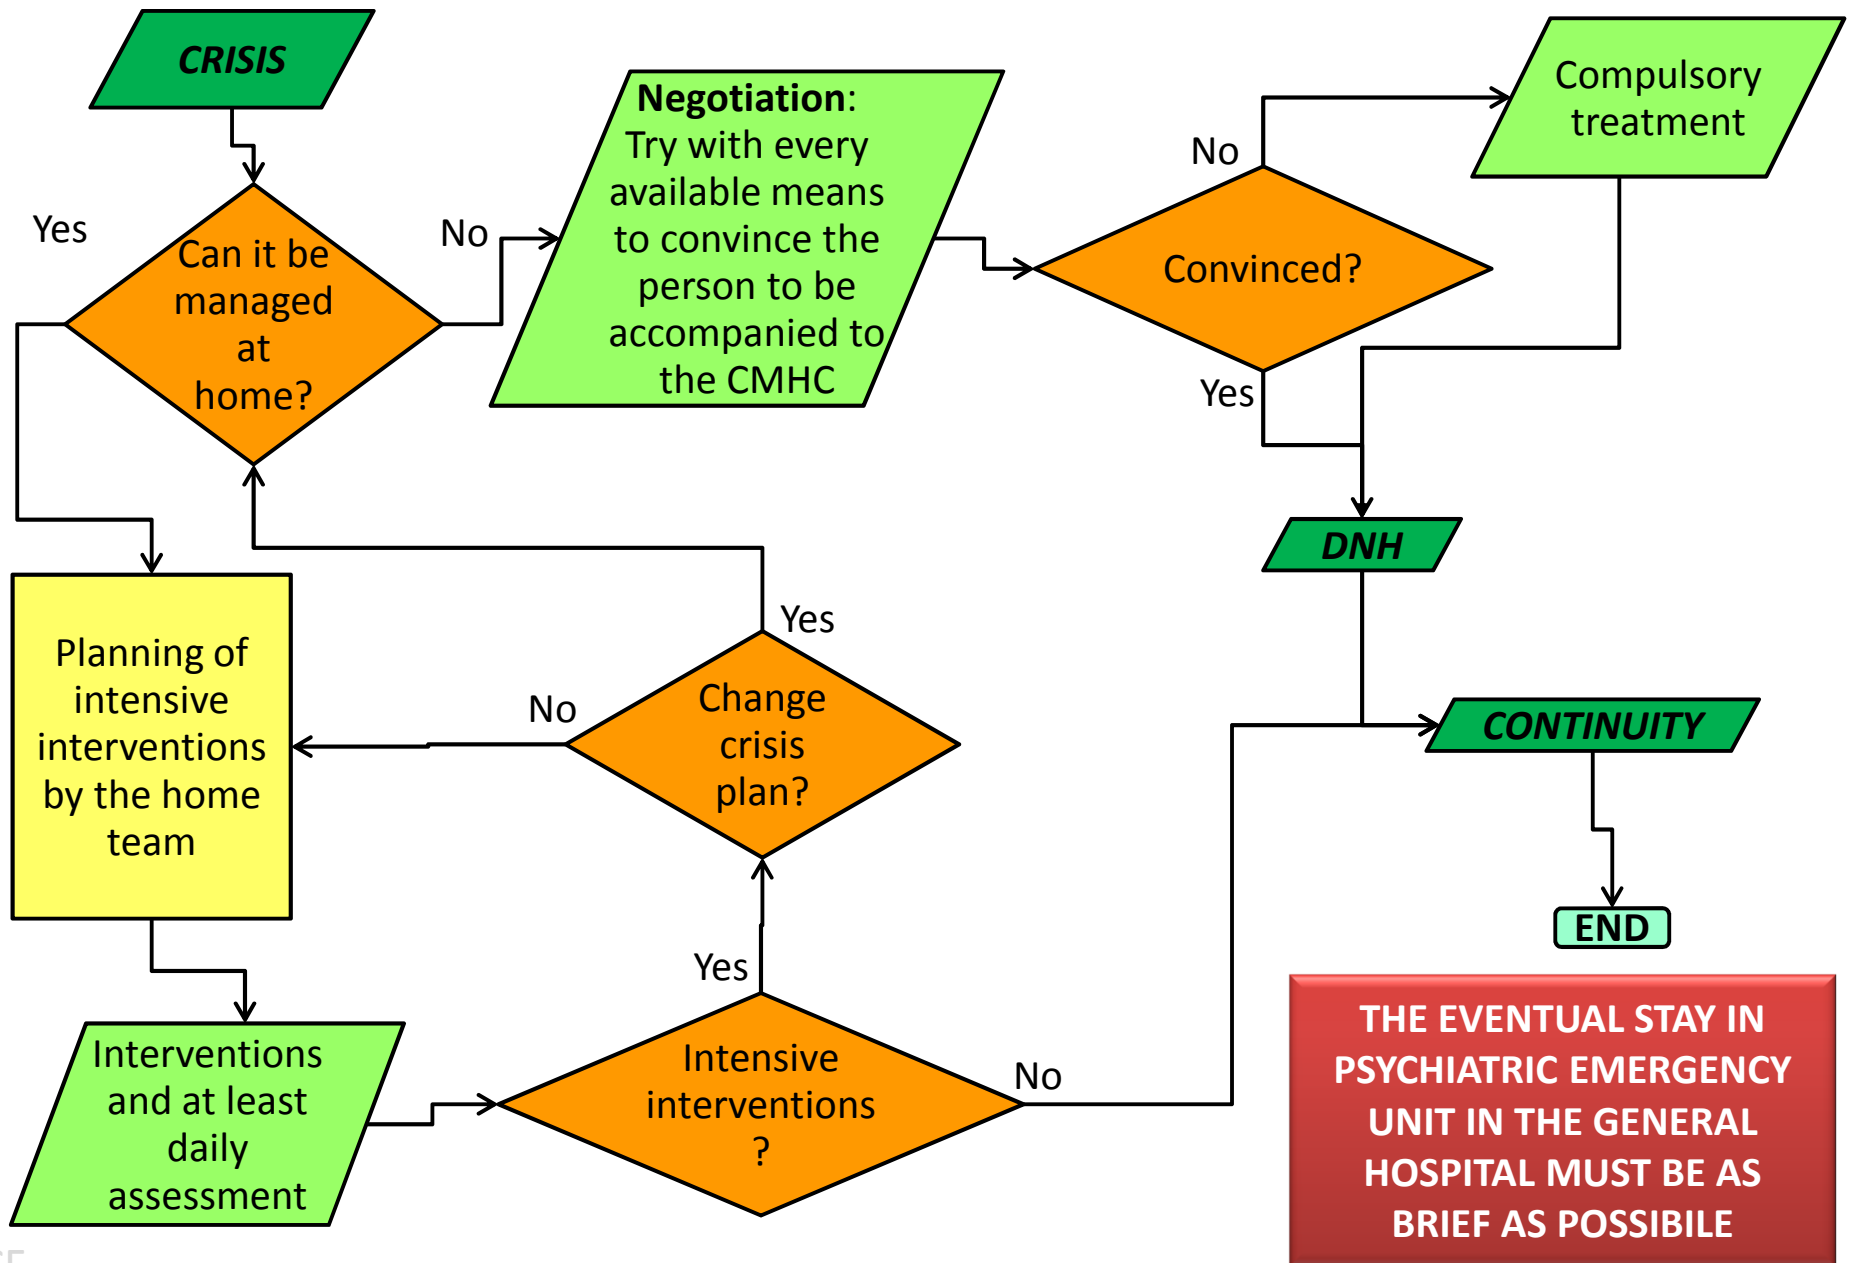 CRISIS
Yes
Can it be
managed
at
home?
No
Negotiation:
Try with every
available means
to convince the
person to be
accompanied to
the CMHC
No
Convinced?
Yes
Compulsory
treatment
DNH
Planning of
intensive
interventions
by the home
team
No
Yes
Change
crisis
plan?
CONTINUITY
END
Interventions
and at least
daily
assessment
Yes
Intensive
interventions
?
No
THE EVENTUAL STAY IN
PSYCHIATRIC EMERGENCY
UNIT IN THE GENERAL
HOSPITAL MUST BE AS
BRIEF AS POSSIBILE